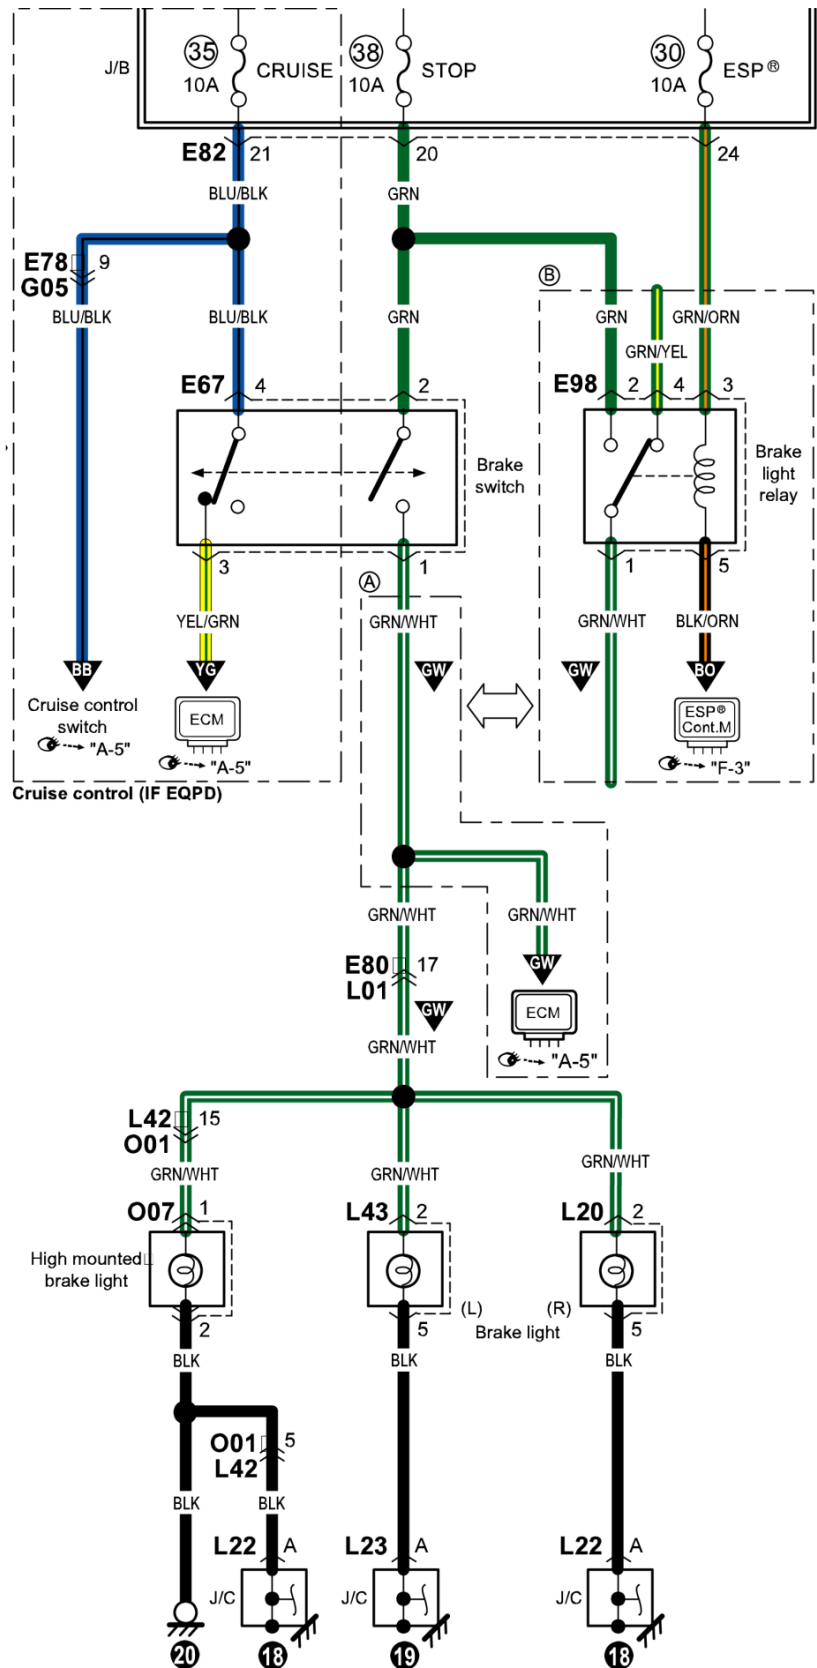 35 38 30
J/B 10A CRUISE 10A STOP 10A ESP®
E82 21 20 24
BLU/BLK GRN
E78 9
G05
B
BLU/BLK BLU/BLK GRN GRN GRN/ORN
GRN/YEL
E67 4 2 E98 2 4 3
Brake switch
Brake light relay
3 1 1 5
A
YEL/GRN GRN/WHT GRN/WHT BLK/ORN
BB YG GW GW BO
Cruise control switch
"A-5"
ECM
"A-5"
ESP®
Cont.M
"F-3"
Cruise control (IF EQPD)
GRN/WHT GRN/WHT
E80 17
L01
GW
GW
ECM
"A-5"
GRN/WHT
L42 15
O01
GRN/WHT GRN/WHT GRN/WHT
O07 1 L43 2 L20 2
High mounted
brake light
(L) (R)
Brake light
2 5 5
BLK BLK BLK
O01 5
L42
BLK BLK
L22 A L23 A L22 A
J/C J/C J/C
20 18 19 18